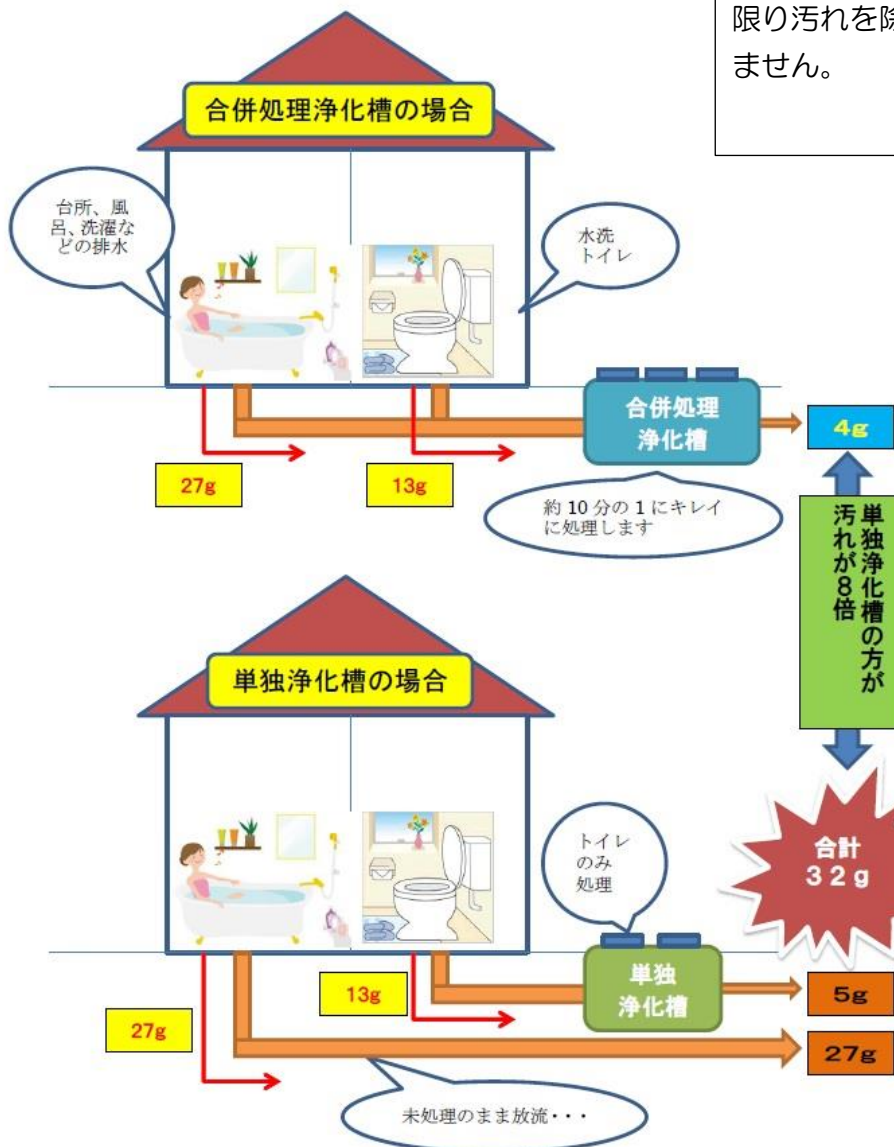 限り汚れを除
ません。
合併処理浄化槽の場合
台所、風
呂、洗濯な
どの排水
水洗
トイレ
合併処理
浄化槽
4g
27g
13g
約10分の1にキレイ
に処理します
単独浄化槽の方が
汚れが8倍
単独浄化槽の場合
トイレ
のみ
処理
合計
32g
単独
浄化槽
13g
5g
27g
27g
未処理のまま放流・・・